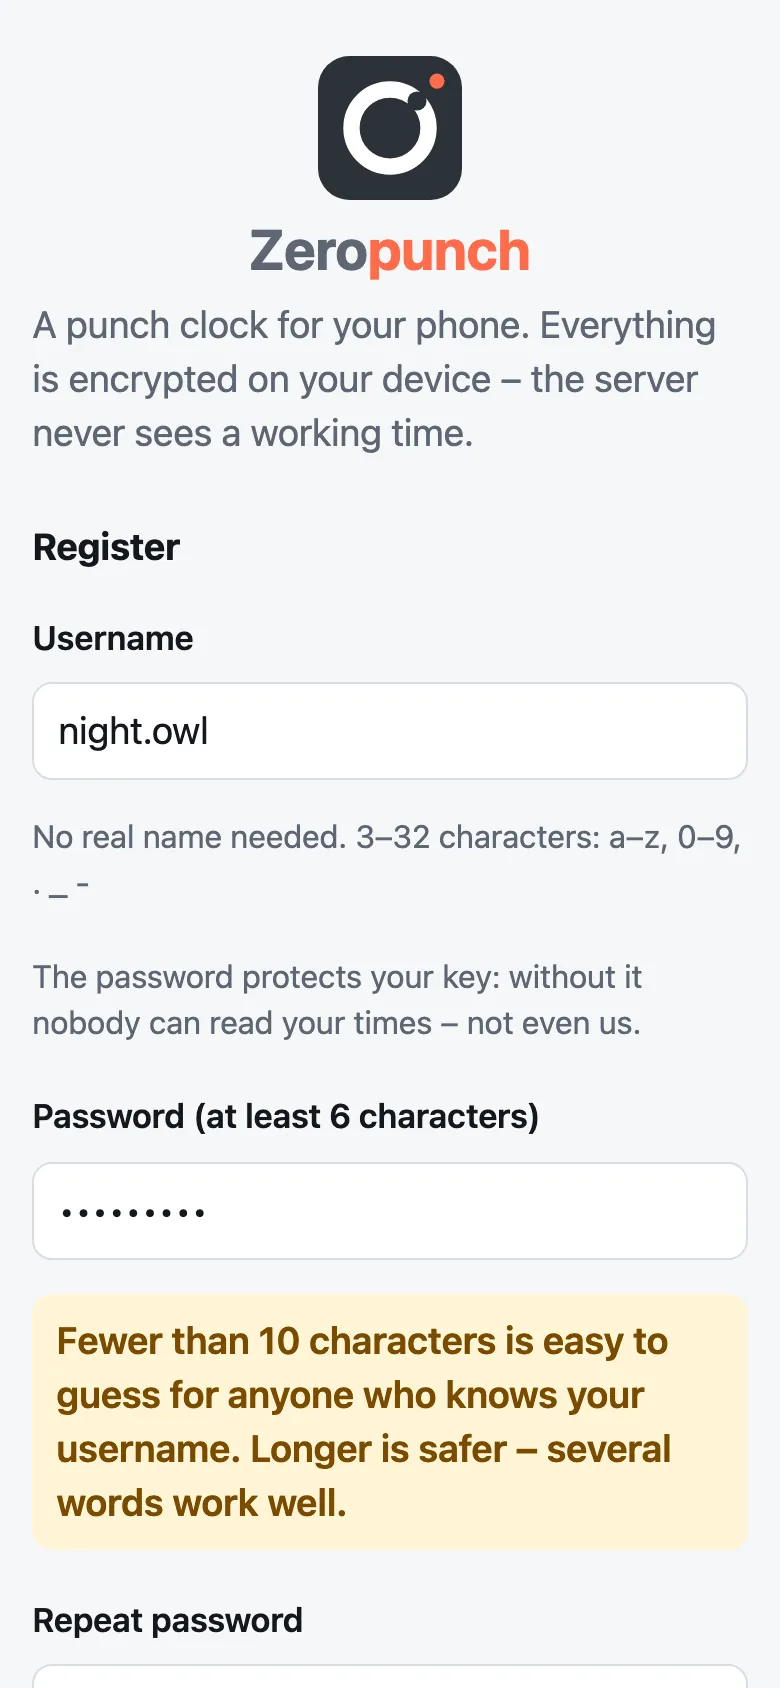 Zeropunch
A punch clock for your phone. Everything
is encrypted on your device – the server
never sees a working time.
Register
Username
night.owl
No real name needed. 3–32 characters: a–z, 0–9,
. _ -
The password protects your key: without it
nobody can read your times – not even us.
Password (at least 6 characters)
•••••••••
Fewer than 10 characters is easy to
guess for anyone who knows your
username. Longer is safer – several
words work well.
Repeat password